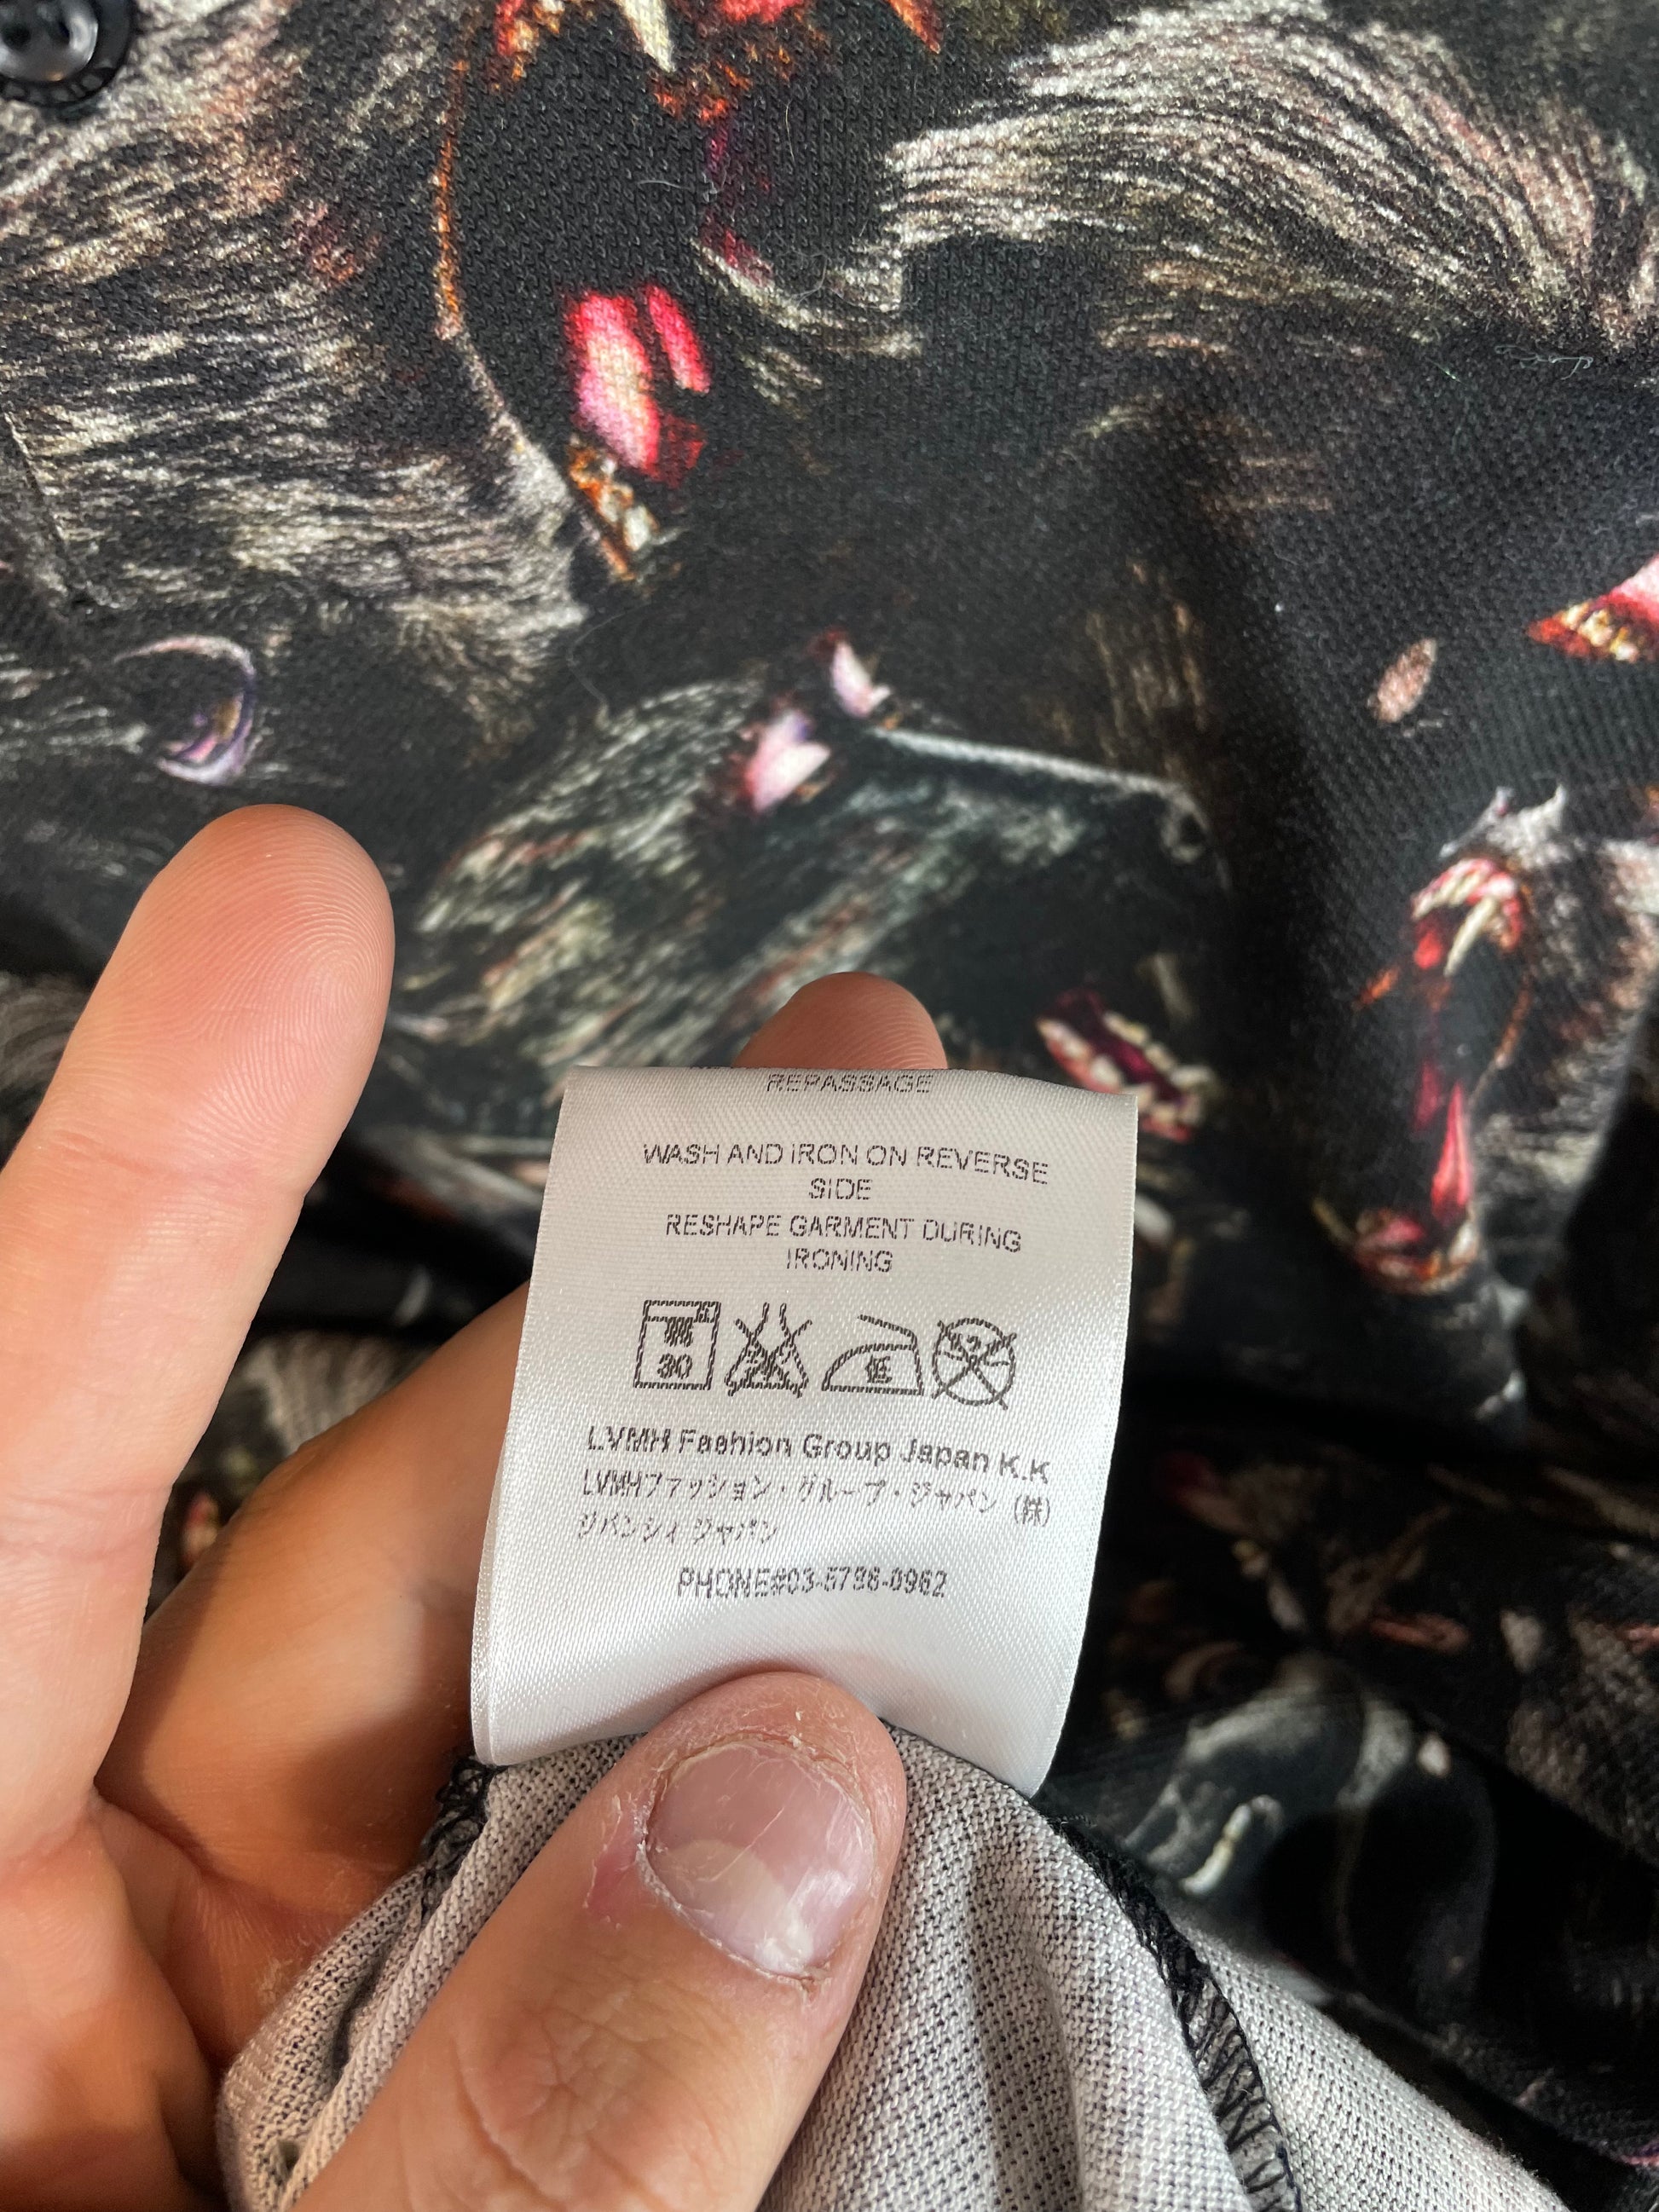 REPASSAGE
WASH AND IRON ON REVERSE
SIDE
RESHAPE GARMENT DURING
IRONING
30
LVMH Fashion Group Japan K.K
LVMHファッション・グループ・ジャパン (株)
ジバンシィ ジャパン
PHONE#03-5786-0962